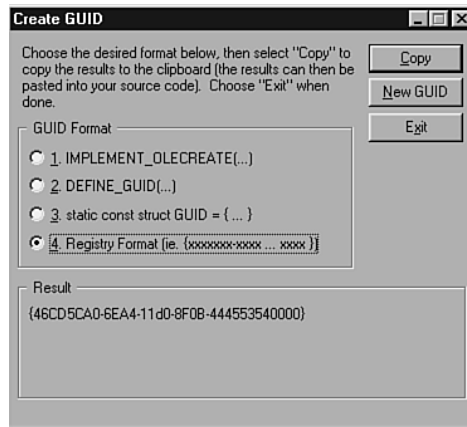 Create GUID
Choose the desired format below, then select "Copy" to
copy the results to the clipboard (the results can then be
pasted into your source code). Choose "Exit" when
done.
Copy
New GUID
Exit
GUID Format
1. IMPLEMENT_OLECREATE(...)
2. DEFINE_GUID(...)
3. static const struct GUID = { ... }
4. Registry Format (ie. {xxxxxxx-xxxx ... xxxx })
Result
{46CD5CA0-6EA4-11d0-8F0B-444553540000}